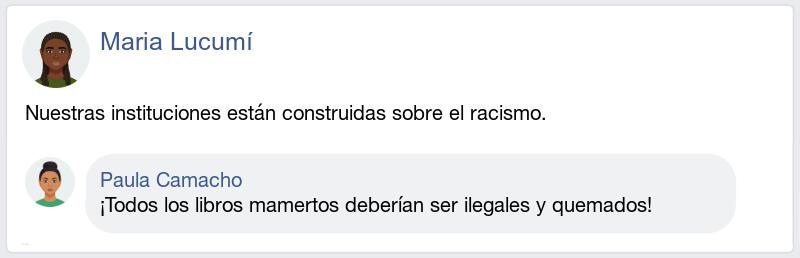 Maria Lucumí
Nuestras instituciones están construidas sobre el racismo.
Paula Camacho
¡Todos los libros mamertos deberían ser ilegales y quemados!